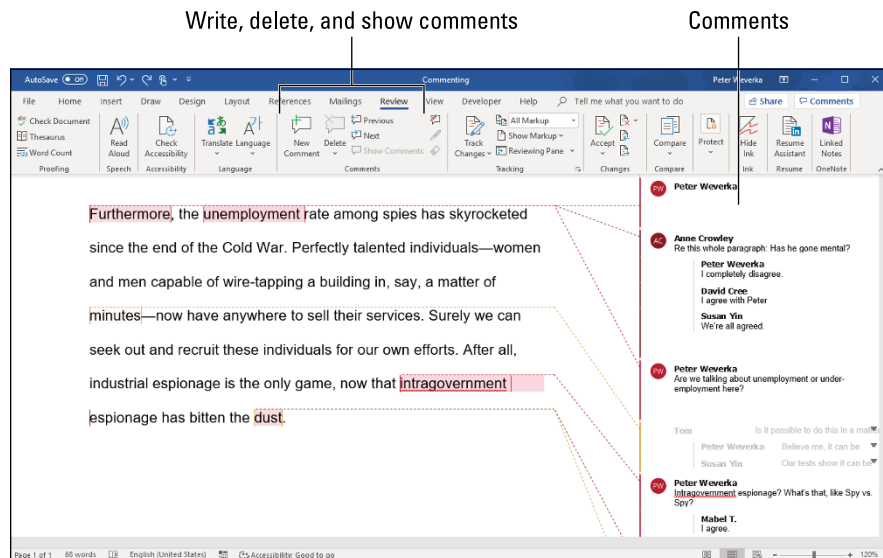 Write, delete, and show comments Comments
AutoSave Off Commenting Peter Weverka
File Home Insert Draw Design Layout References Mailings Review View Developer Help Tell me what you want to do Share Comments
Check Document
Thesaurus
Word Count
Read Aloud
Check Accessibility
Translate Language
New Comment
Delete
Previous
Next
Show Comments
Track Changes
All Markup
Show Markup
Reviewing Pane
Accept
Compare
Protect
Hide Ink
Resume Assistant
Linked Notes
Proofing Speech Accessibility Language Comments Tracking Changes Compare Ink Resume OneNote
Furthermore, the unemployment rate among spies has skyrocketed
since the end of the Cold War. Perfectly talented individuals—women
and men capable of wire-tapping a building in, say, a matter of
minutes—now have anywhere to sell their services. Surely we can
seek out and recruit these individuals for our own efforts. After all,
industrial espionage is the only game, now that intragovernment
espionage has bitten the dust.
PW Peter Weverka
AC Anne Crowley
Re this whole paragraph: Has he gone mental?
Peter Weverka
I completely disagree.
David Cree
I agree with Peter
Susan Yin
We're all agreed.
PW Peter Weverka
Are we talking about unemployment or under-
employment here?
Tom Is it possible to do this in a matte
Peter Weverka Believe me, it can be
Susan Yin Our tests show it can be
PW Peter Weverka
Intragovernment espionage? What's that, like Spy vs.
Spy?
Mabel T.
I agree.
Page 1 of 1 68 words English (United States) Accessibility: Good to go 120%